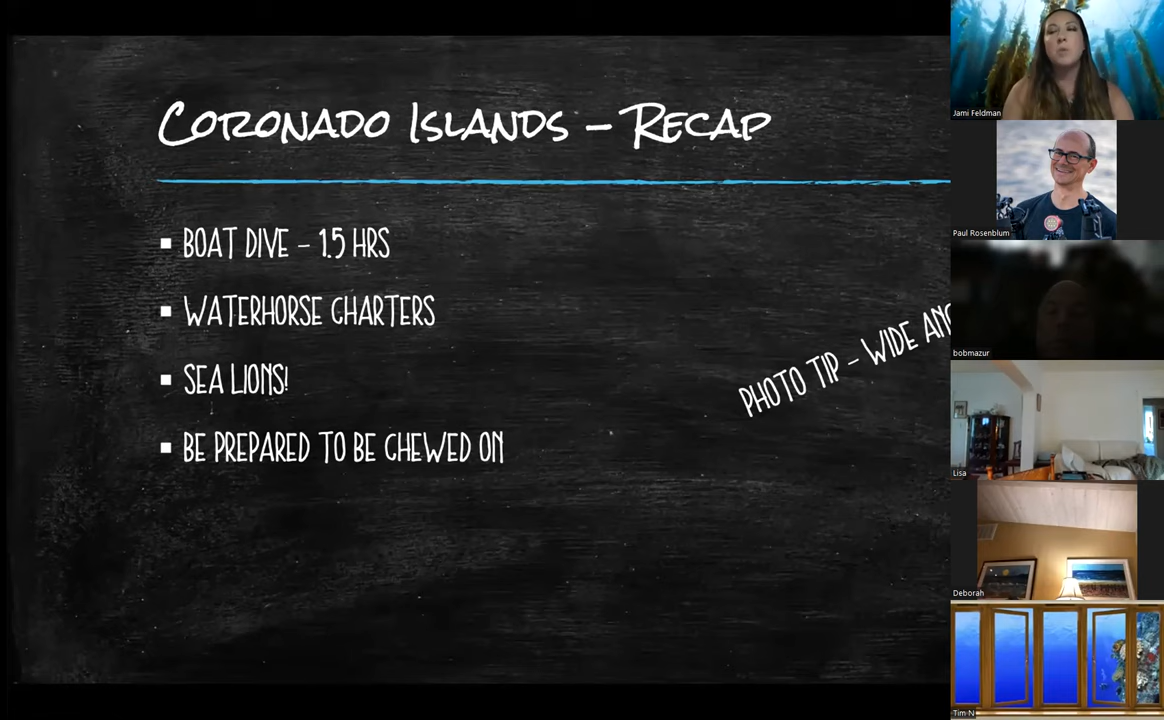 Coronado Islands – Recap
▪ BOAT DIVE – 1.5 HRS
▪ WATERHORSE CHARTERS
▪ SEA LIONS!
▪ BE PREPARED TO BE CHEWED ON
PHOTO TIP – WIDE
Jami Feldman
Paul Rosenblum
bobmazur
Lisa
Deborah
Tim N